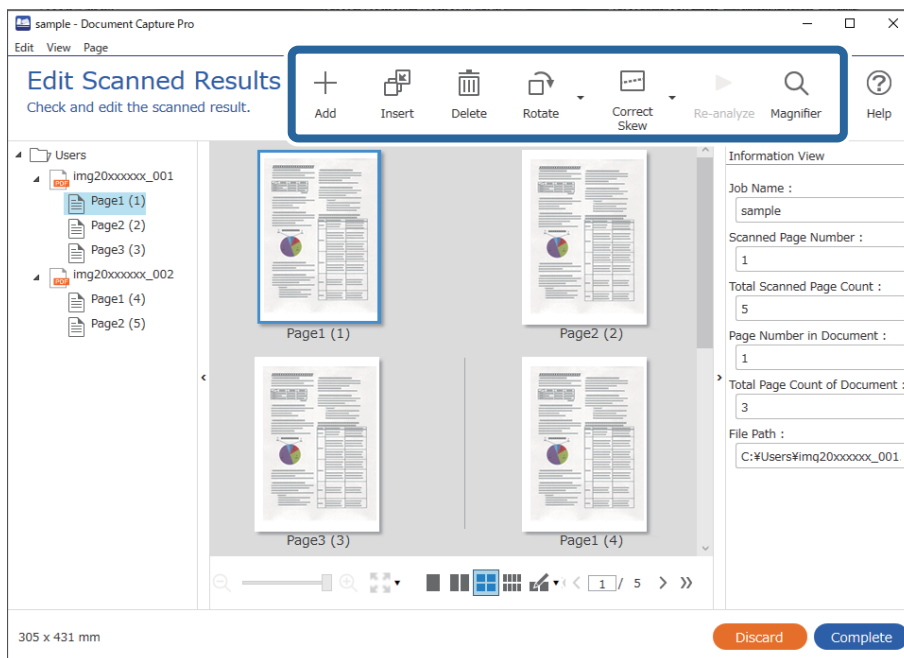 sample - Document Capture Pro
Edit View Page
Edit Scanned Results
Check and edit the scanned result.
Add
Insert
Delete
Rotate
Correct
Skew
Re-analyze
Magnifier
Help
Users
PDF
img20xxxxxx_001
Page1 (1)
Page2 (2)
Page3 (3)
PDF
img20xxxxxx_002
Page1 (4)
Page2 (5)
Page1 (1)
Page2 (2)
Page3 (3)
Page1 (4)
1 / 5
Information View
Job Name :
sample
Scanned Page Number :
1
Total Scanned Page Count :
5
Page Number in Document :
1
Total Page Count of Document :
3
File Path :
C:¥Users¥img20xxxxxx_001.
305 x 431 mm
Discard
Complete